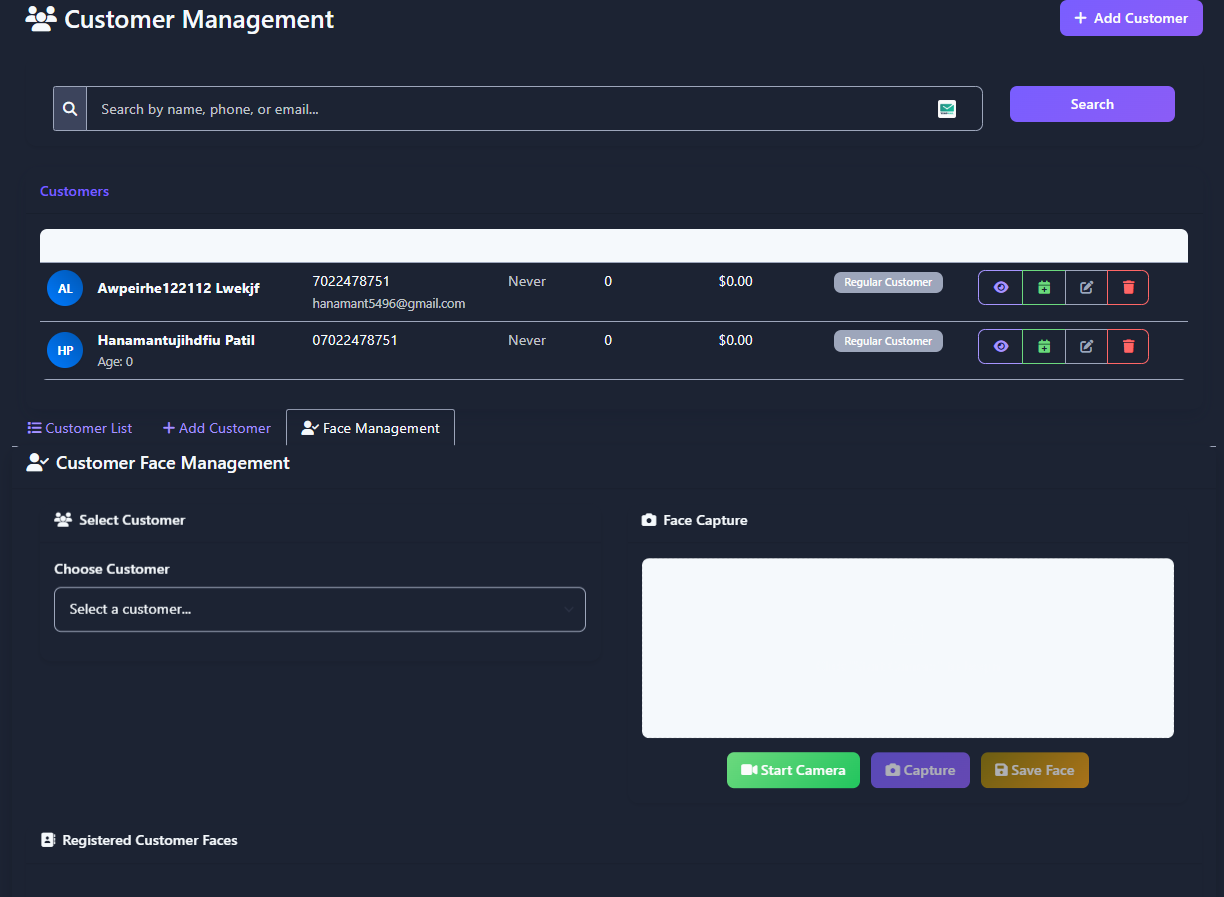 Customer Management
+ Add Customer
Search by name, phone, or email...
Search
Customers
AL Awpeirhe122112 Lwekjf 7022478751 Never 0 $0.00 Regular Customer
hanamant5496@gmail.com
HP Hanamantujihdfiu Patil 07022478751 Never 0 $0.00 Regular Customer
Age: 0
Customer List + Add Customer Face Management
Customer Face Management
Select Customer
Choose Customer
Select a customer...
Face Capture
Start Camera Capture Save Face
Registered Customer Faces